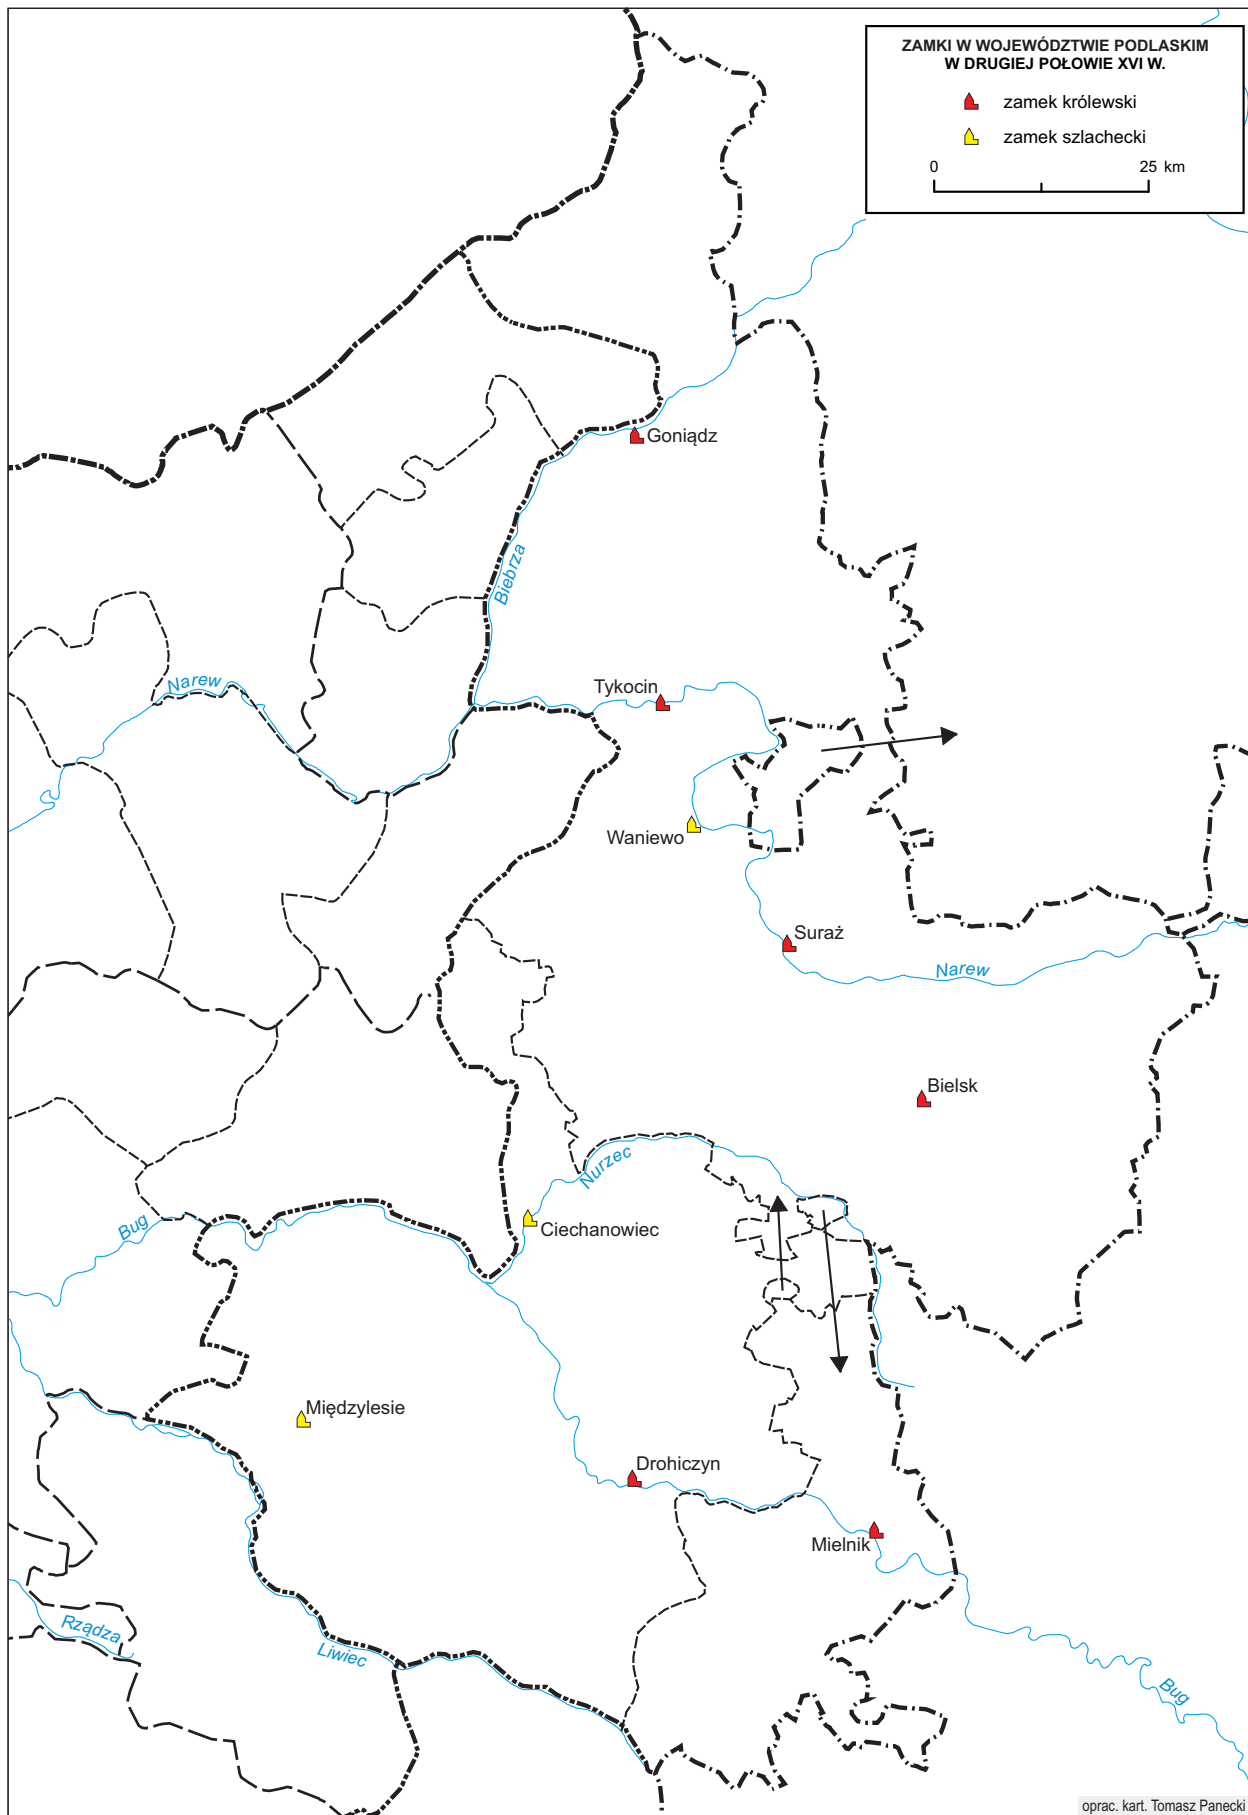 ZAMKI W WOJEWÓDZTWIE PODLASKIM
W DRUGIEJ POŁOWIE XVI W.
zamek królewski
zamek szlachecki
0 25 km
Goniądz
Biebrza
Tykocin
Narew
Waniewo
Suraż
Narew
Bielsk
Nurzec
Bug
Ciechanowiec
Międzylesie
Drohiczyn
Mielnik
Rządza
Liwiec
Bug
oprac. kart. Tomasz Panecki